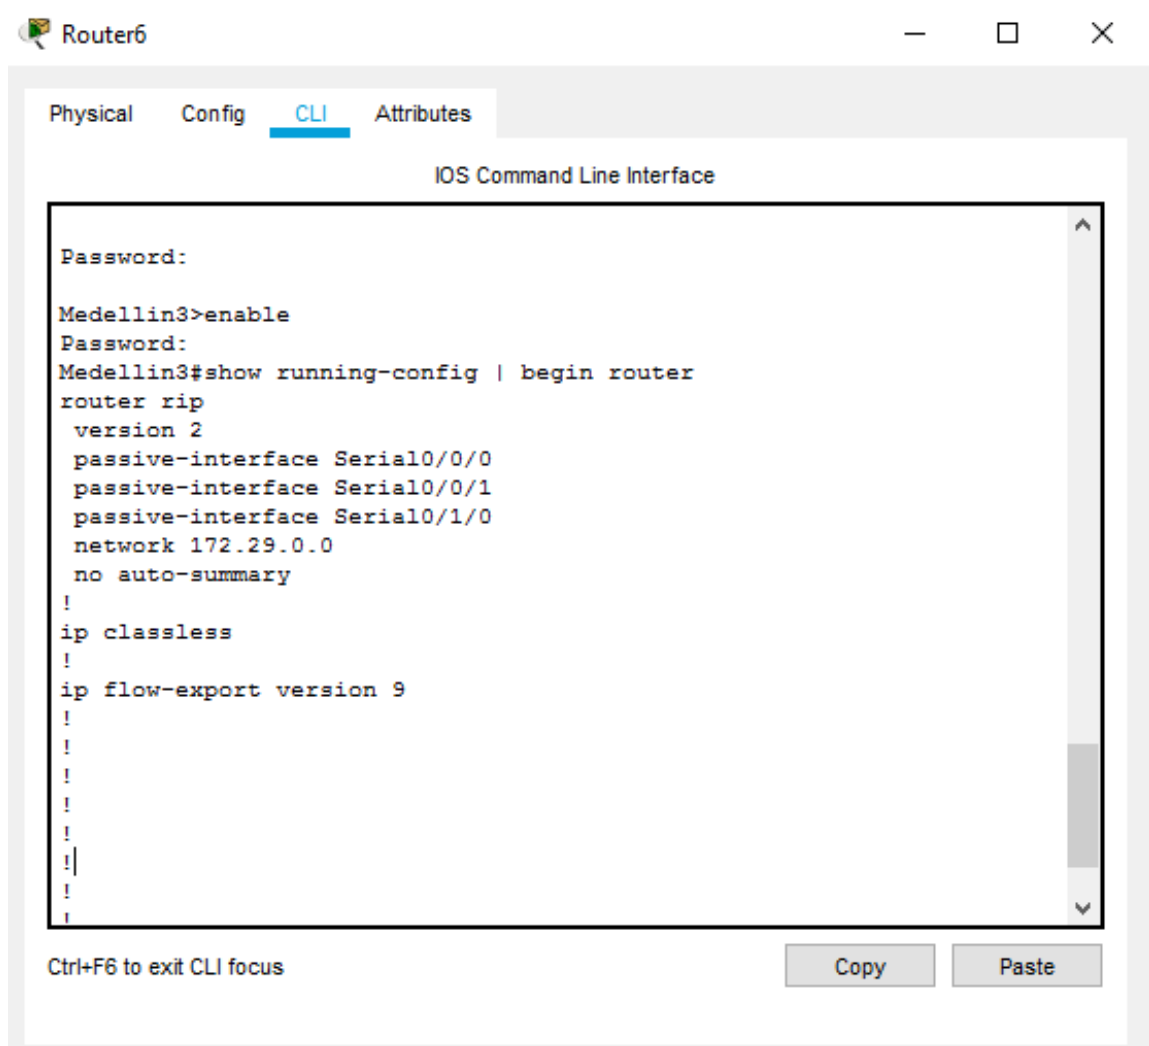 Router6
Physical Config CLI Attributes
IOS Command Line Interface
Password:
Medellin3>enable
Password:
Medellin3#show running-config | begin router
router rip
 version 2
 passive-interface Serial0/0/0
 passive-interface Serial0/0/1
 passive-interface Serial0/1/0
 network 172.29.0.0
 no auto-summary
!
ip classless
!
ip flow-export version 9
!
!
!
!
!
!
!
!
Ctrl+F6 to exit CLI focus
Copy Paste